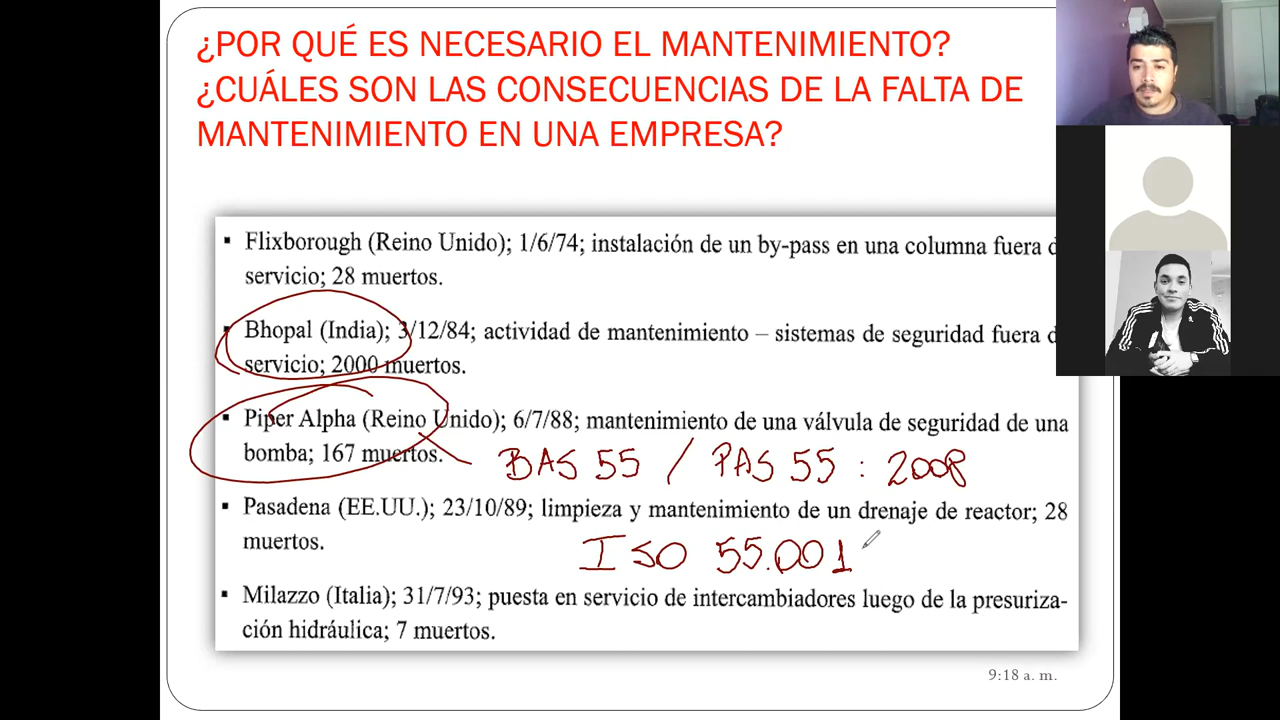 ¿POR QUÉ ES NECESARIO EL MANTENIMIENTO?
¿CUÁLES SON LAS CONSECUENCIAS DE LA FALTA DE
MANTENIMIENTO EN UNA EMPRESA?
▪ Flixborough (Reino Unido); 1/6/74; instalación de un by-pass en una columna fuera d
servicio; 28 muertos.
▪ Bhopal (India); 3/12/84; actividad de mantenimiento – sistemas de seguridad fuera d
servicio; 2000 muertos.
▪ Piper Alpha (Reino Unido); 6/7/88; mantenimiento de una válvula de seguridad de una
bomba; 167 muertos.
BAS 55 / PAS 55 : 2008
▪ Pasadena (EE.UU.); 23/10/89; limpieza y mantenimiento de un drenaje de reactor; 28
muertos.
ISO 55.001
▪ Milazzo (Italia); 31/7/93; puesta en servicio de intercambiadores luego de la presuriza-
ción hidráulica; 7 muertos.
9:18 a. m.